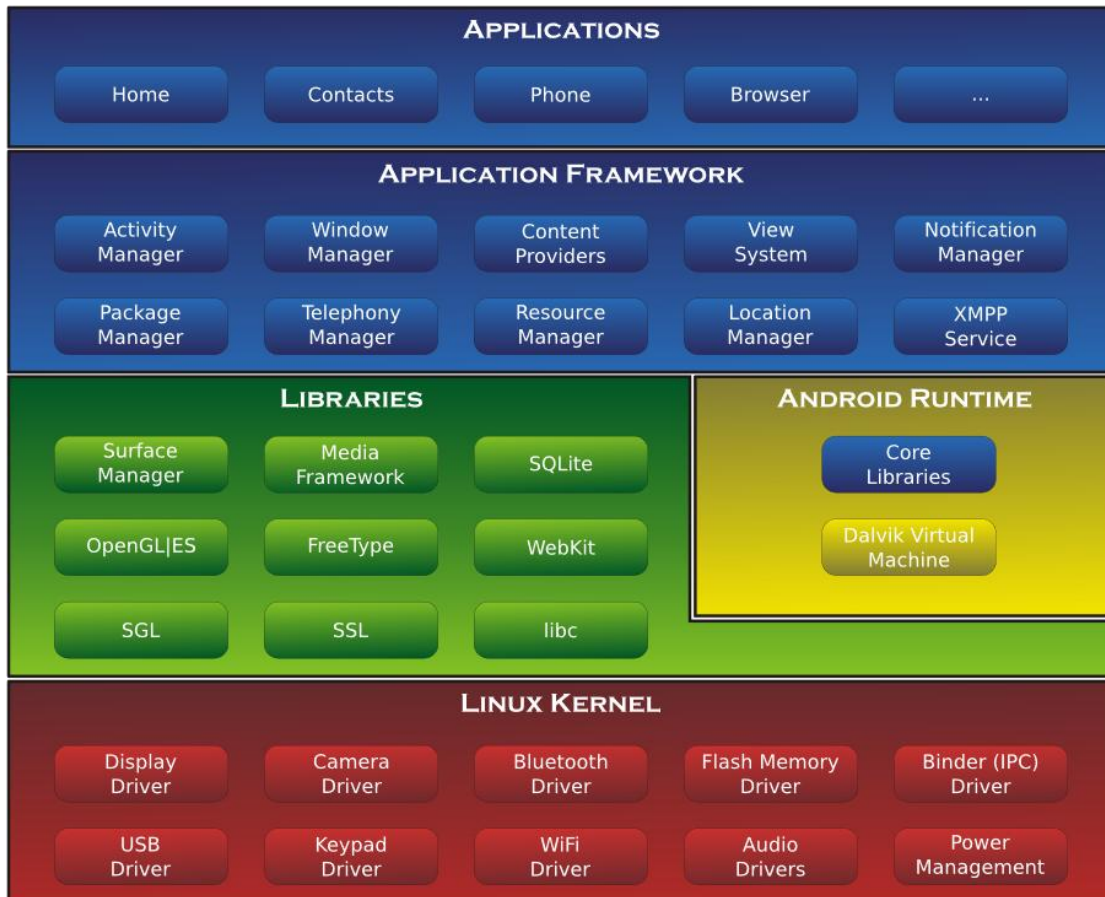 APPLICATIONS
Home
Contacts
Phone
Browser
...
APPLICATION FRAMEWORK
Activity
Manager
Window
Manager
Content
Providers
View
System
Notification
Manager
Package
Manager
Telephony
Manager
Resource
Manager
Location
Manager
XMPP
Service
LIBRARIES
Surface
Manager
Media
Framework
SQLite
OpenGL|ES
FreeType
WebKit
SGL
SSL
libc
ANDROID RUNTIME
Core
Libraries
Dalvik Virtual
Machine
LINUX KERNEL
Display
Driver
Camera
Driver
Bluetooth
Driver
Flash Memory
Driver
Binder (IPC)
Driver
USB
Driver
Keypad
Driver
WiFi
Driver
Audio
Drivers
Power
Management